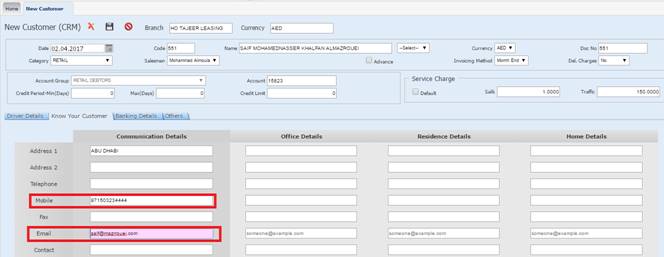 Home New Customer
New Customer (CRM) Branch HO TAJEER LEASING Currency AED
Date 02.04.2017 Code 551 Name SAIF MOHAMEDNASSIER KHALFAN ALMAZROUEI --Select-- Currency AED Doc No 551
Category RETAIL Salesman Mohammed Almoula Advance Invoicing Method Month End Del. Charges No
Account Group RETAIL DEBTORS Account 15823 Service Charge
Credit Period-Min(Days) 0 Max(Days) 0 Credit Limit 0 Default Salik 1.0000 Traffic 150.0000
Driver Details Know Your Customer Banking Details Others
Communication Details Office Details Residence Details Home Details
Address 1 ABU DHABI
Address 2
Telephone
Mobile 971503234444
Fax
Email saif@mazrouei.com someone@example.com someone@example.com someone@example.com
Contact